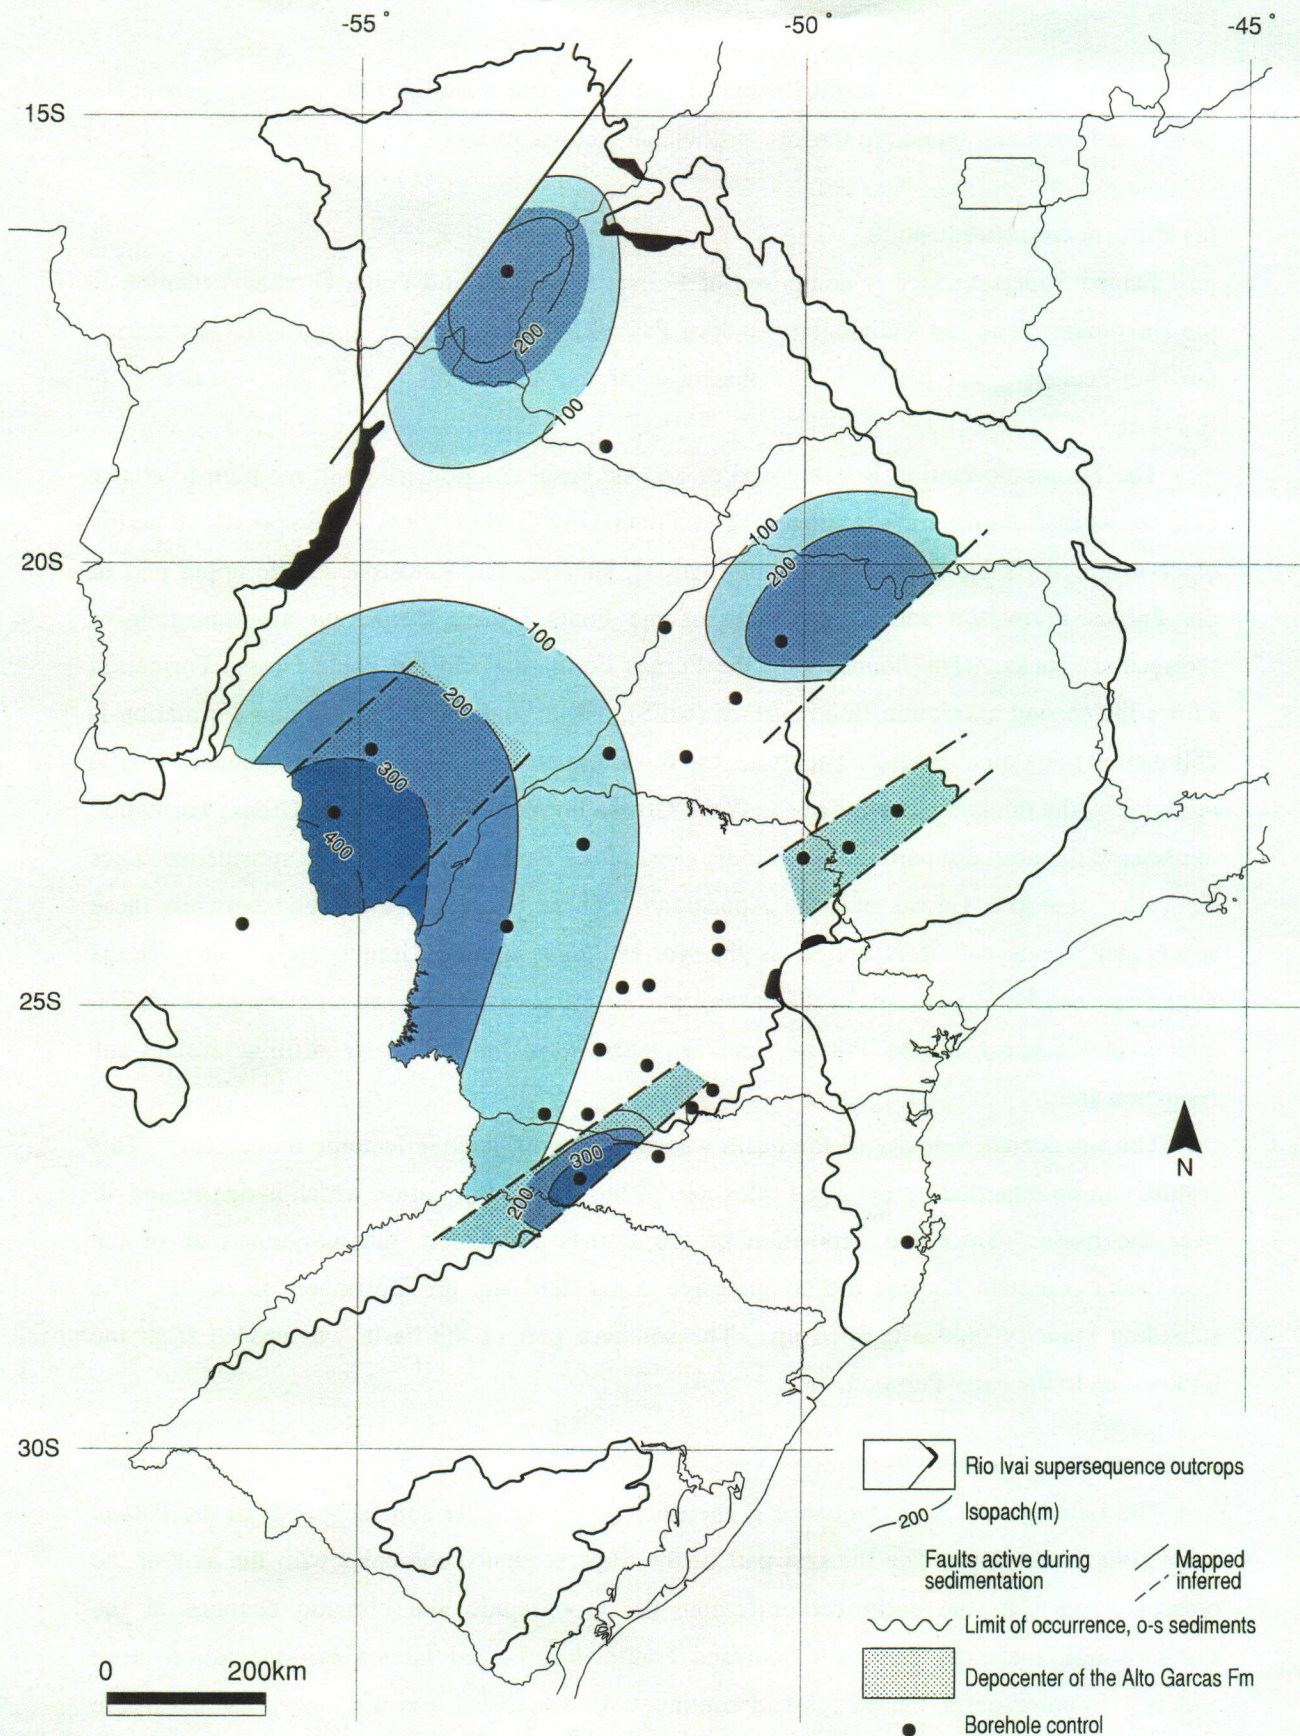 -55°
-50°
-45°
15S
200
100
20S
100
200
100
200
300
400
25S
N
300
200
30S
Rio Ivai supersequence outcrops
200
Isopach(m)
Faults active during
sedimentation
Mapped
inferred
Limit of occurrence, o-s sediments
0
200km
Depocenter of the Alto Garcas Fm
Borehole control